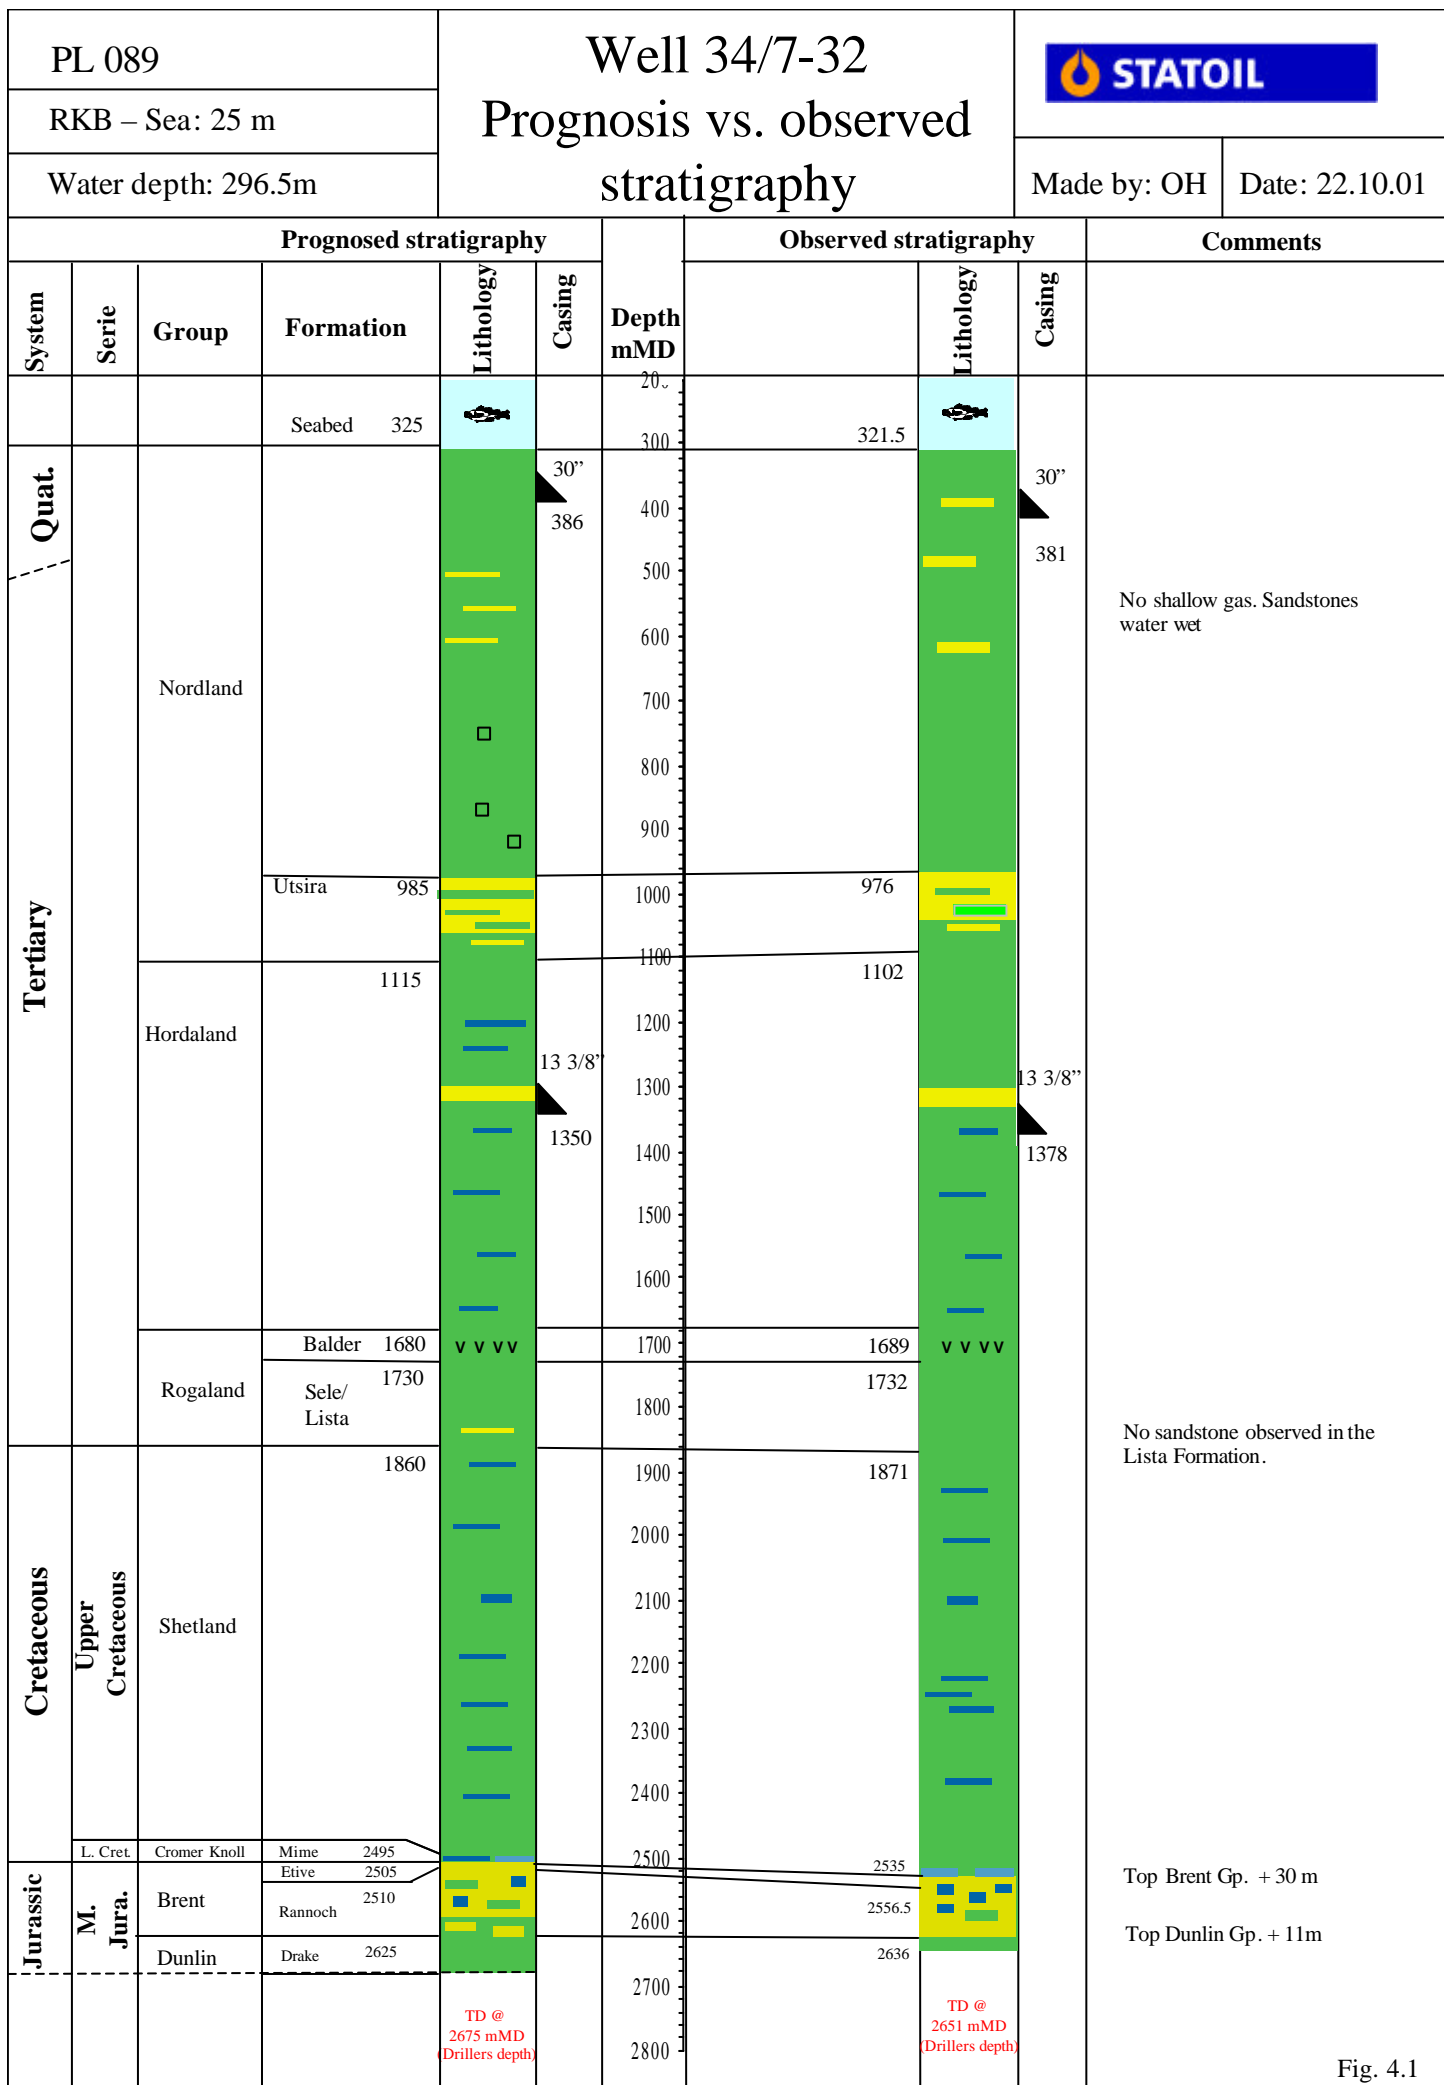 PL 089
RKB – Sea: 25 m
Water depth: 296.5m
Well 34/7-32
Prognosis vs. observed
stratigraphy
STATOIL
Made by: OH
Date: 22.10.01
Prognosed stratigraphy
Observed stratigraphy
Comments
System
Serie
Group
Formation
Lithology
Casing
Depth
mMD
Lithology
Casing
Seabed 325
321.5
300
Quat.
30”
30”
386
400
381
500
No shallow gas. Sandstones
water wet
600
Nordland
700
800
900
Utsira 985
1000
976
Tertiary
1100
1115
1102
Hordaland
1200
13 3/8”
13 3/8”
1300
1350
1400
1378
1500
1600
Balder 1680
v v v v
1700
1689
v v v v
Rogaland
1730
Sele/
Lista
1732
1800
No sandstone observed in the
Lista Formation.
1860
1900
1871
2000
Cretaceous
Upper
Cretaceous
Shetland
2100
2200
2300
2400
L. Cret.
Cromer Knoll
Mime 2495
2500
2535
Jurassic
M.
Jura.
Brent
Etive 2505
Rannoch 2510
2556.5
Top Brent Gp. + 30 m
2600
Top Dunlin Gp. + 11m
Dunlin
Drake 2625
2636
2700
TD @
2675 mMD
(Drillers depth)
TD @
2651 mMD
(Drillers depth)
2800
Fig. 4.1